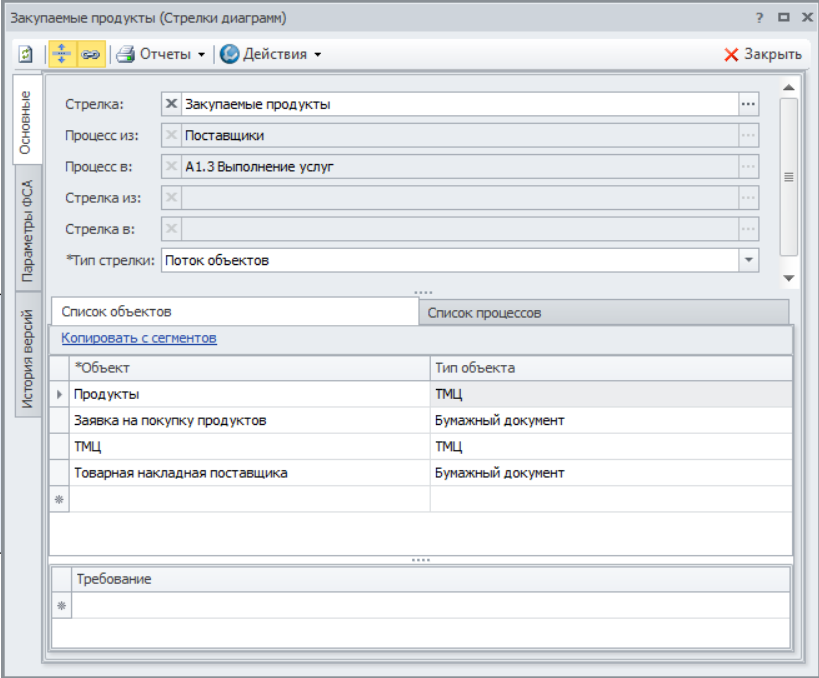 Закупаемые продукты (Стрелки диаграмм)
?
Отчеты
Действия
Закрыть
Основные
Параметры ФСА
История версий
Стрелка: Закупаемые продукты ...
Процесс из: Поставщики ...
Процесс в: А1.3 Выполнение услуг ...
Стрелка из: ...
Стрелка в: ...
*Тип стрелки: Поток объектов
Список объектов Список процессов
Копировать с сегментов
*Объект Тип объекта
Продукты ТМЦ
Заявка на покупку продуктов Бумажный документ
ТМЦ ТМЦ
Товарная накладная поставщика Бумажный документ
Требование